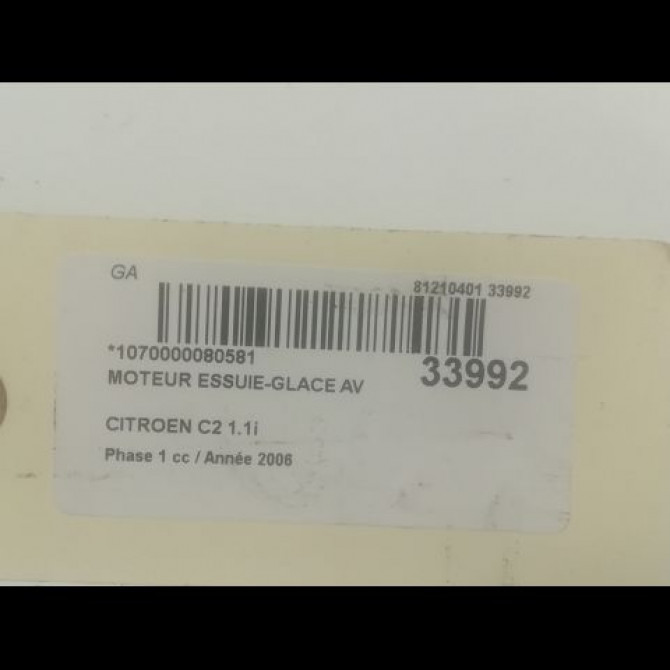 GA
81210401 33992
*1070000080581
33992
MOTEUR ESSUIE-GLACE AV
CITROEN C2 1.1i
Phase 1 cc / Année 2006